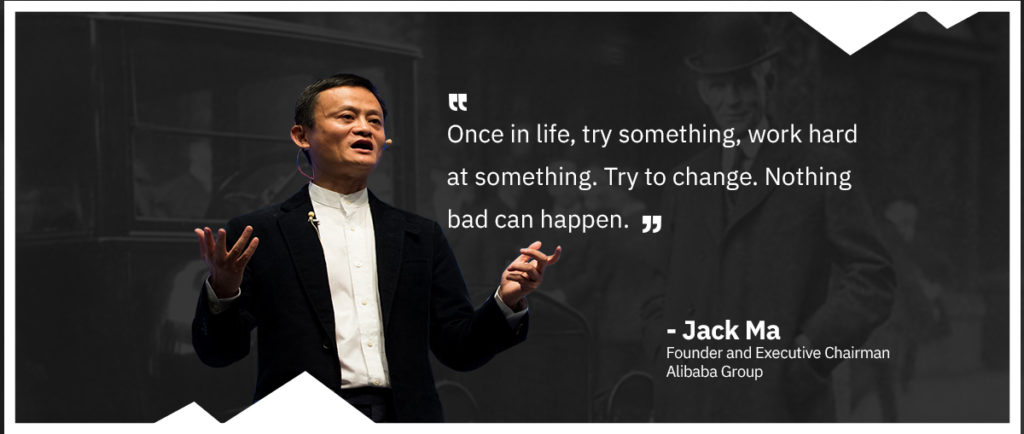 “
Once in life, try something, work hard
at something. Try to change. Nothing
bad can happen. ”
- Jack Ma
Founder and Executive Chairman
Alibaba Group